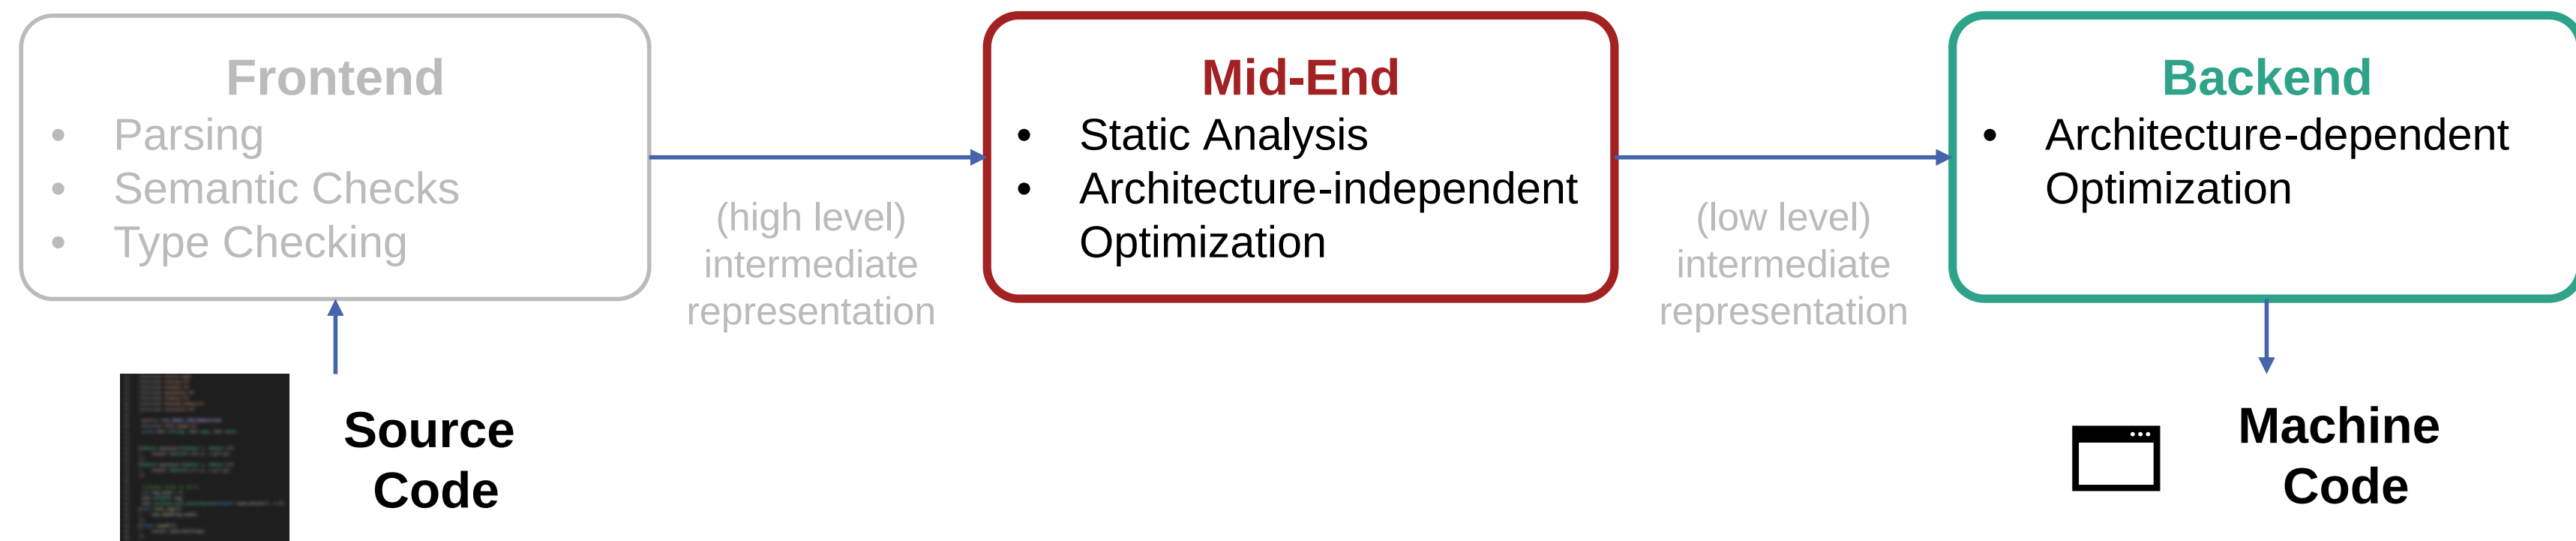 Frontend
• Parsing
• Semantic Checks
• Type Checking
(high level)
intermediate
representation
Mid-End
• Static Analysis
• Architecture-independent
Optimization
(low level)
intermediate
representation
Backend
• Architecture-dependent
Optimization
Source
Code
Machine
Code